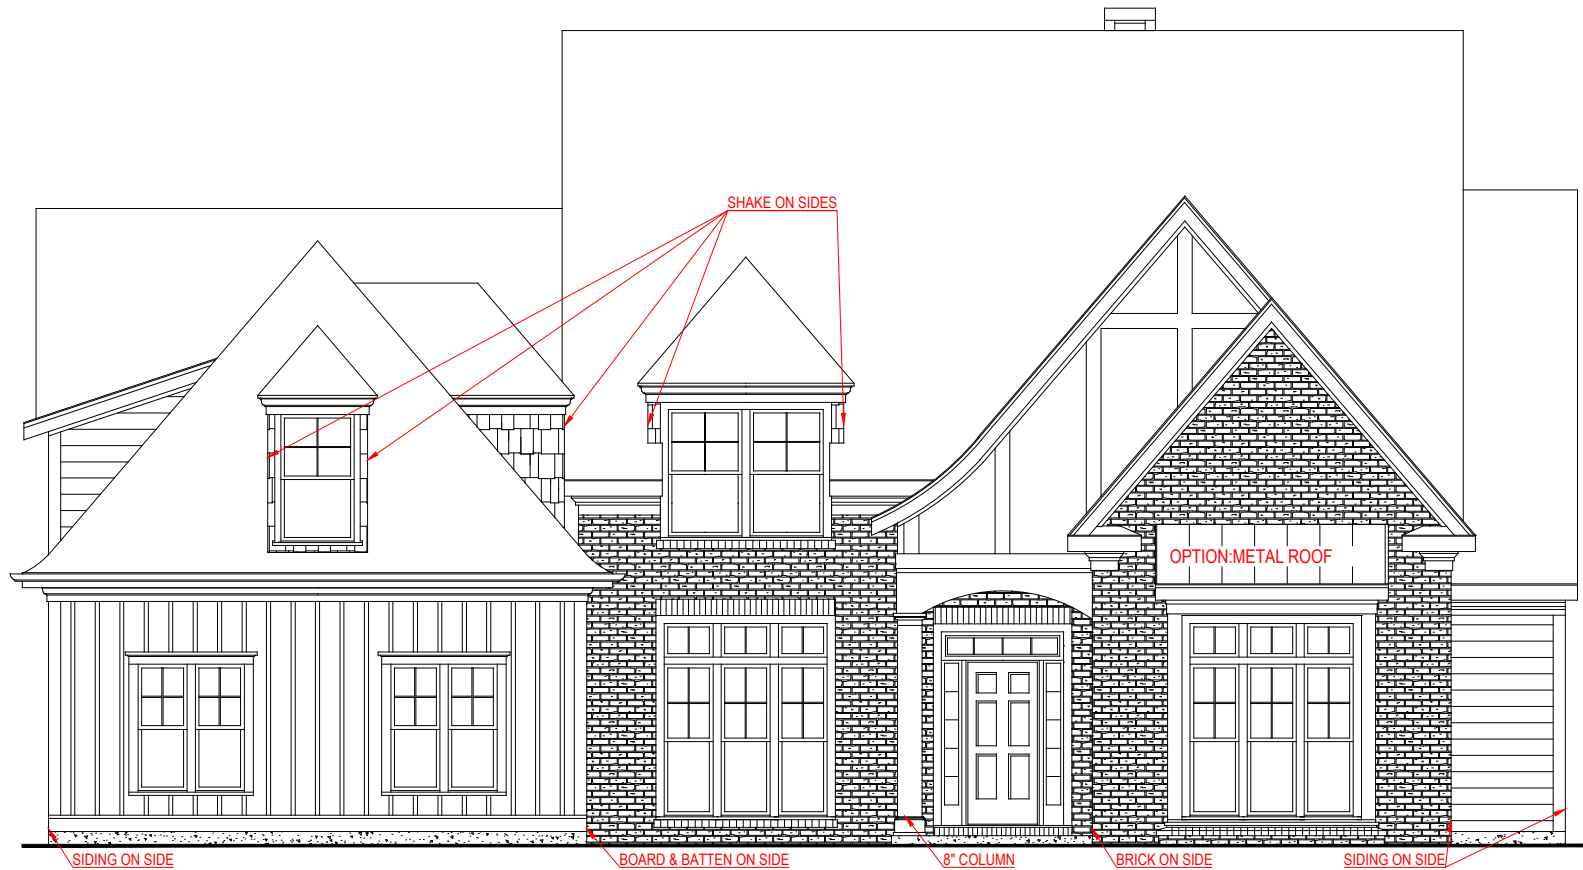 SHAKE ON SIDES
OPTION:METAL ROOF
SIDING ON SIDE
BOARD & BATTEN ON SIDE
8" COLUMN
BRICK ON SIDE
SIDING ON SIDE